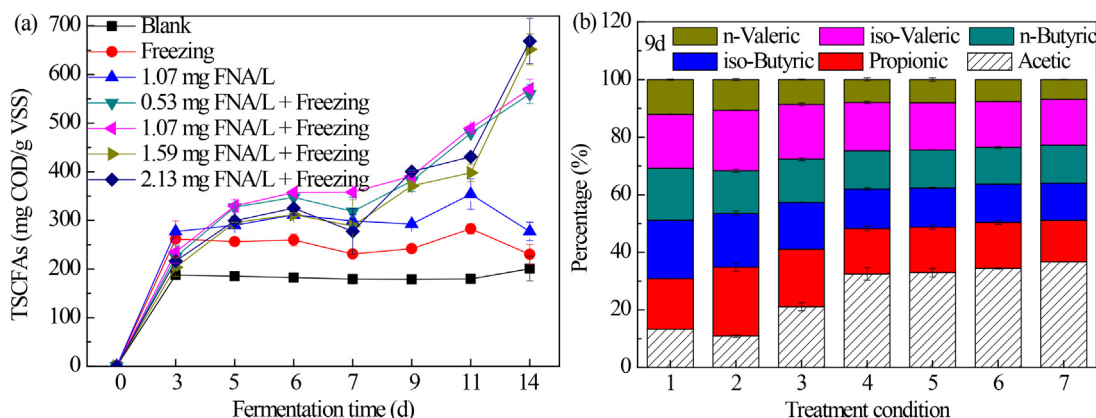 (a)
700
600
500
400
300
200
100
0
TSCFAs (mg COD/g VSS)
Blank
Freezing
1.07 mg FNA/L
0.53 mg FNA/L + Freezing
1.07 mg FNA/L + Freezing
1.59 mg FNA/L + Freezing
2.13 mg FNA/L + Freezing
0 3 5 6 7 9 11 14
Fermentation time (d)
(b)
120
100
80
60
40
20
0
Percentage (%)
9d
n-Valeric iso-Valeric n-Butyric
iso-Butyric Propionic Acetic
1 2 3 4 5 6 7
Treatment condition